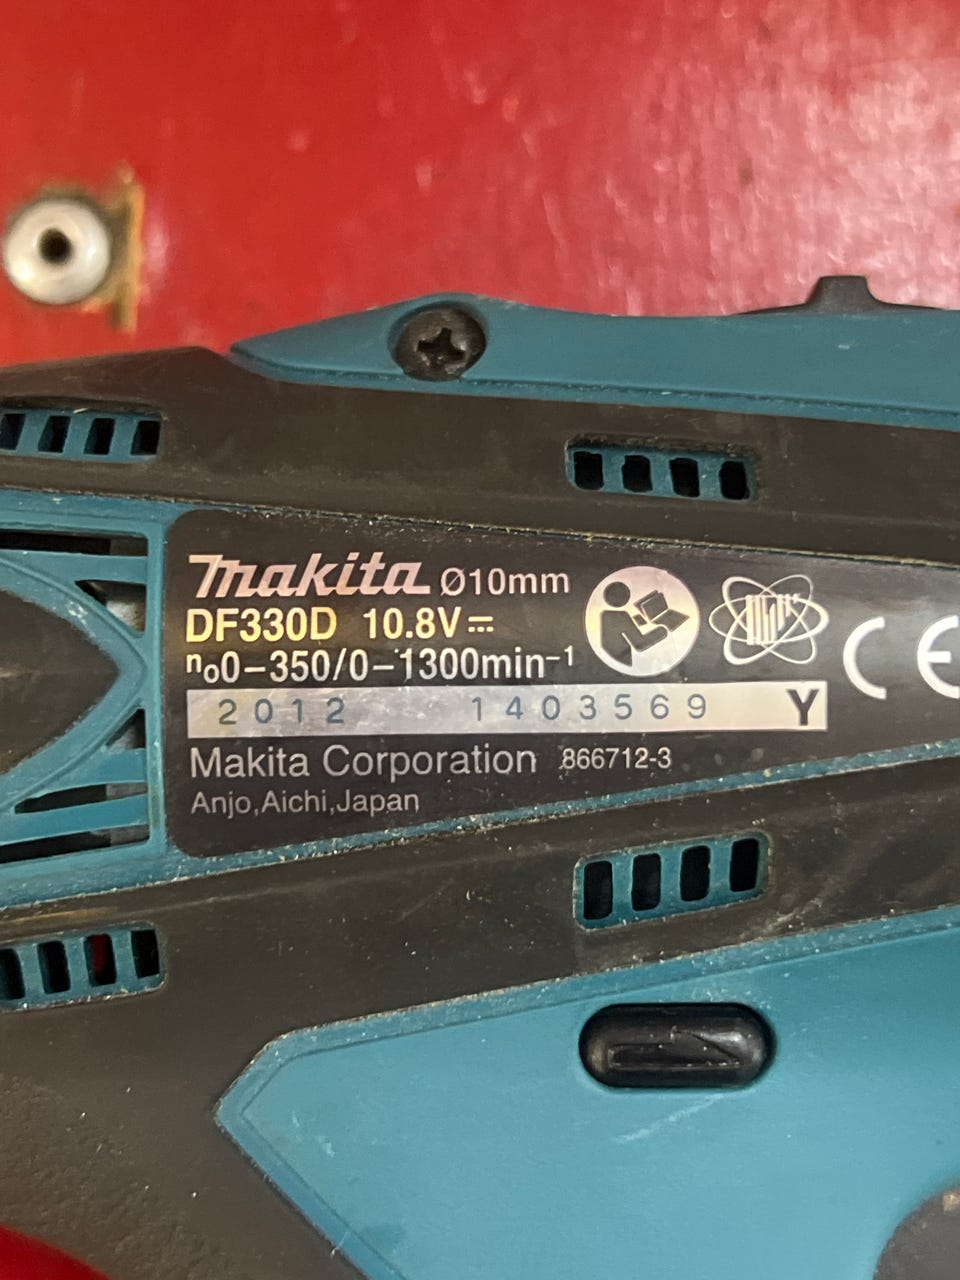 Makita Ø10mm
DF330D 10.8V⎓
n₀0-350/0-1300min⁻¹
2012 1403569 Y
Makita Corporation 866712-3
Anjo,Aichi,Japan
CE